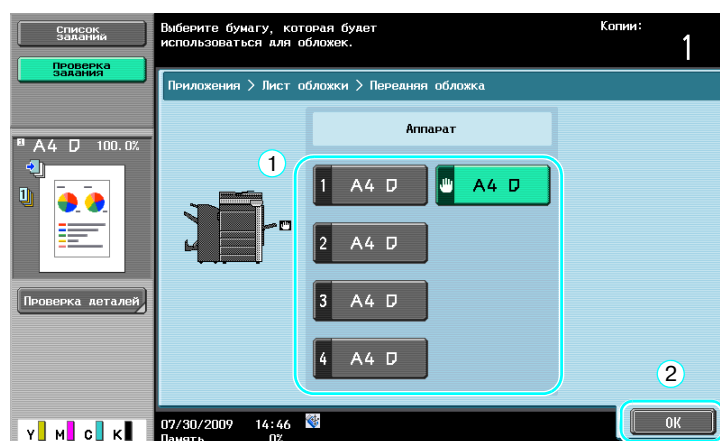 Список
заданий
Проверка
задания
Выберите бумагу, которая будет
использоваться для обложек.
Копии:
1
Приложения > Лист обложки > Передняя обложка
Аппарат
A4 100.0%
1
1 A4
A4
2 A4
3 A4
4 A4
Проверка деталей
2
OK
Y M C K
07/30/2009 14:46
Память 0%